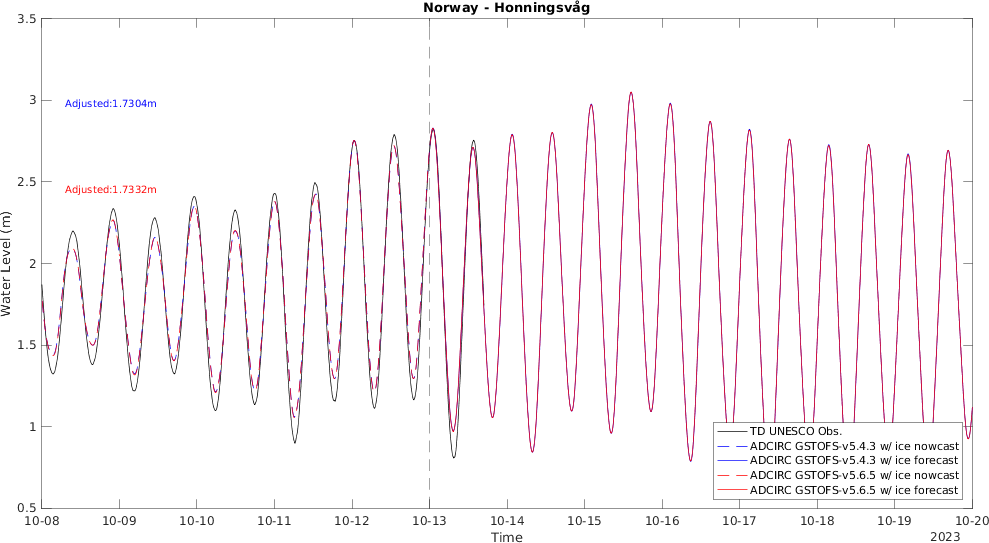 Norway - Honningsvåg
3.5
3
2.5
2
1.5
1
0.5
Water Level (m)
Adjusted:1.7304m
Adjusted:1.7332m
TD UNESCO Obs.
ADCIRC GSTOFS-v5.4.3 w/ ice nowcast
ADCIRC GSTOFS-v5.4.3 w/ ice forecast
ADCIRC GSTOFS-v5.6.5 w/ ice nowcast
ADCIRC GSTOFS-v5.6.5 w/ ice forecast
10-08 10-09 10-10 10-11 10-12 10-13 10-14 10-15 10-16 10-17 10-18 10-19 10-20
Time
2023